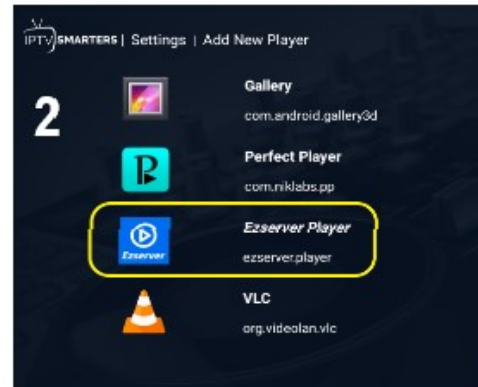 IPTV SMARTERS | Settings | Add New Player
2
Gallery
com.android.gallery3d
Perfect Player
com.niklabs.pp
Ezserver Player
Ezserver
ezserver.player
VLC
org.videolan.vlc